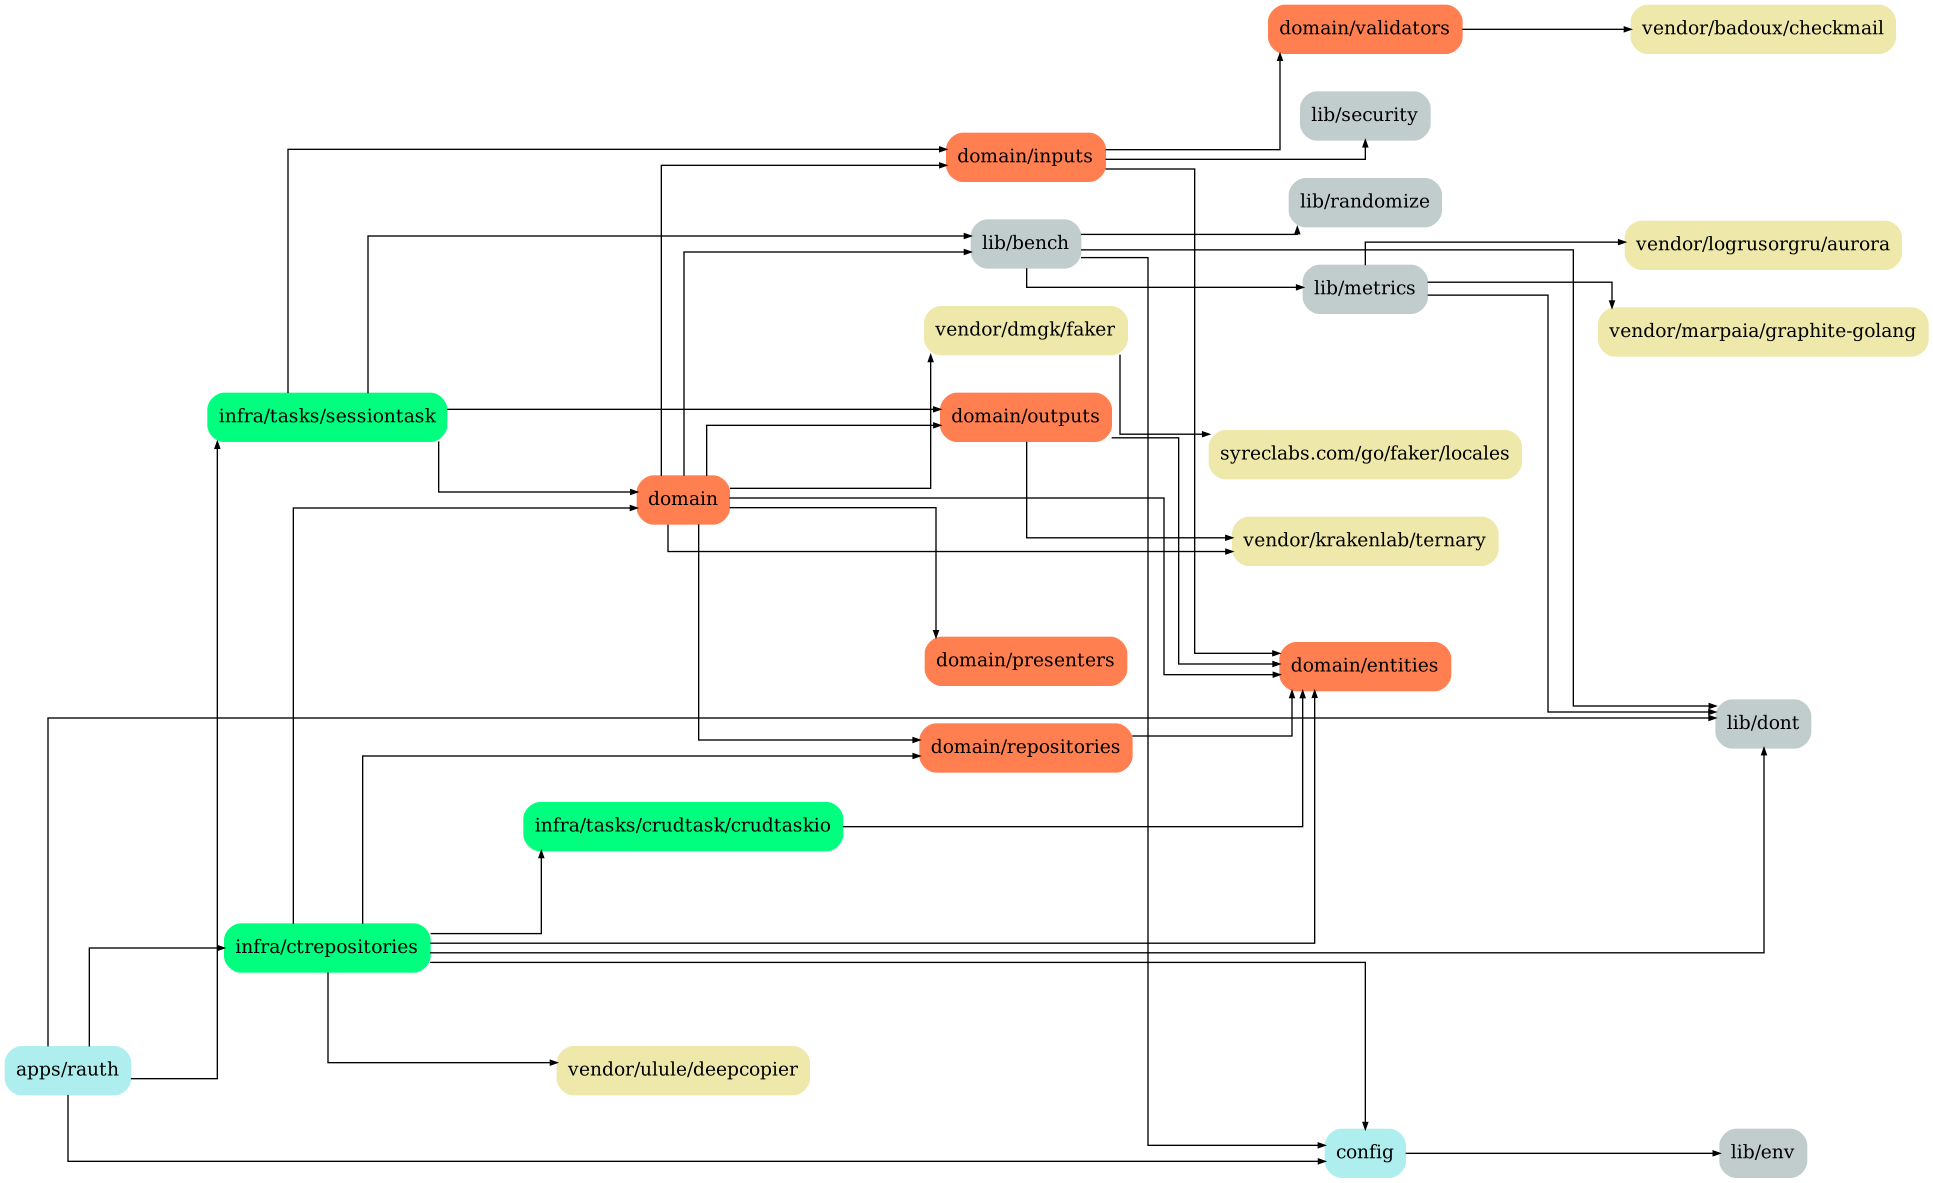 domain/validators
vendor/badoux/checkmail
lib/security
domain/inputs
lib/randomize
lib/bench
vendor/logrusorgru/aurora
lib/metrics
vendor/dmgk/faker
vendor/marpaia/graphite-golang
infra/tasks/sessiontask
domain/outputs
syreclabs.com/go/faker/locales
domain
vendor/krakenlab/ternary
domain/presenters
domain/entities
lib/dont
domain/repositories
infra/tasks/crudtask/crudtaskio
infra/ctrepositories
apps/rauth
vendor/ulule/deepcopier
config
lib/env